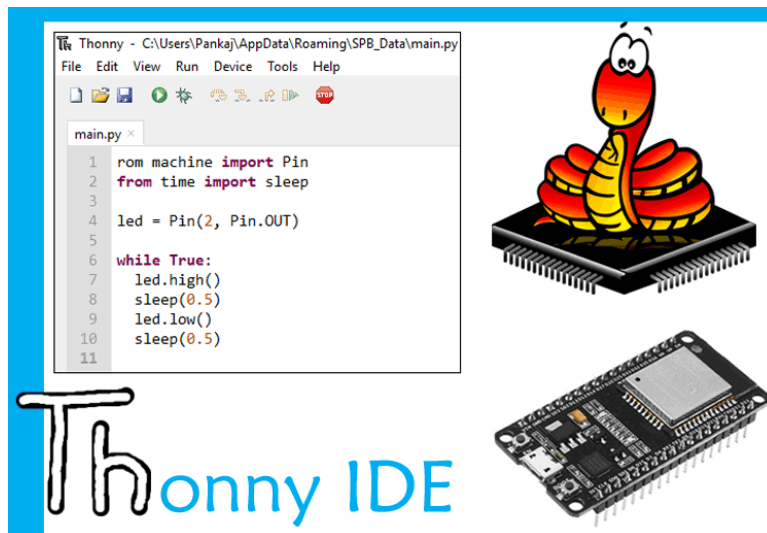 Thonny - C:\Users\Pankaj\AppData\Roaming\SPB_Data\main.py
File Edit View Run Device Tools Help
STOP
main.py ×
1 rom machine import Pin
2 from time import sleep
3
4 led = Pin(2, Pin.OUT)
5
6 while True:
7   led.high()
8   sleep(0.5)
9   led.low()
10   sleep(0.5)
11
Thonny IDE